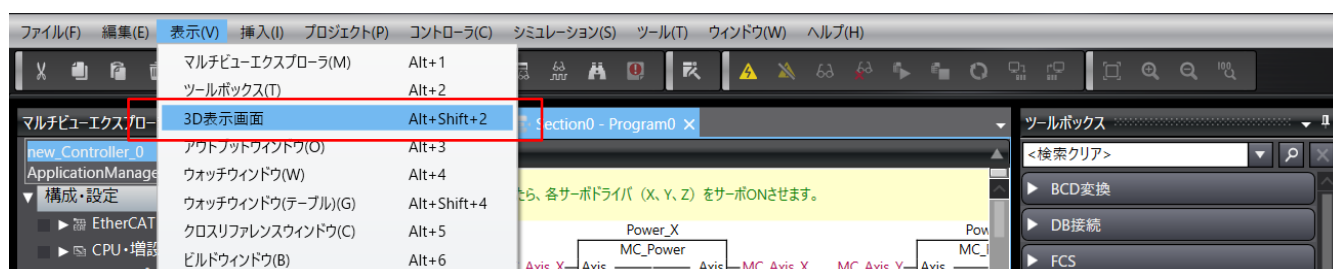 ファイル(F) 編集(E) 表示(V) 挿入(I) プロジェクト(P) コントローラ(C) シミュレーション(S) ツール(T) ウィンドウ(W) ヘルプ(H)
マルチビューエクスプローラ(M) Alt+1
ツールボックス(T) Alt+2
3D表示画面 Alt+Shift+2
アウトプットウィンドウ(O) Alt+3
ウォッチウィンドウ(W) Alt+4
ウォッチウィンドウ(テーブル)(G) Alt+Shift+4
クロスリファレンスウィンドウ(C) Alt+5
ビルドウィンドウ(B) Alt+6
100
マルチビューエクスプロー
new_Controller_0
ApplicationManage
構成・設定
EtherCAT
CPU・増設
Section0 - Program0
たら、各サーボドライバ（X、Y、Z）をサーボONさせます。
Power_X Pow
MC_Power
Axis_X Axis Axis MC_Axis_X MC_Axis_Y Axis
ツールボックス
<検索クリア>
BCD変換
DB接続
FCS